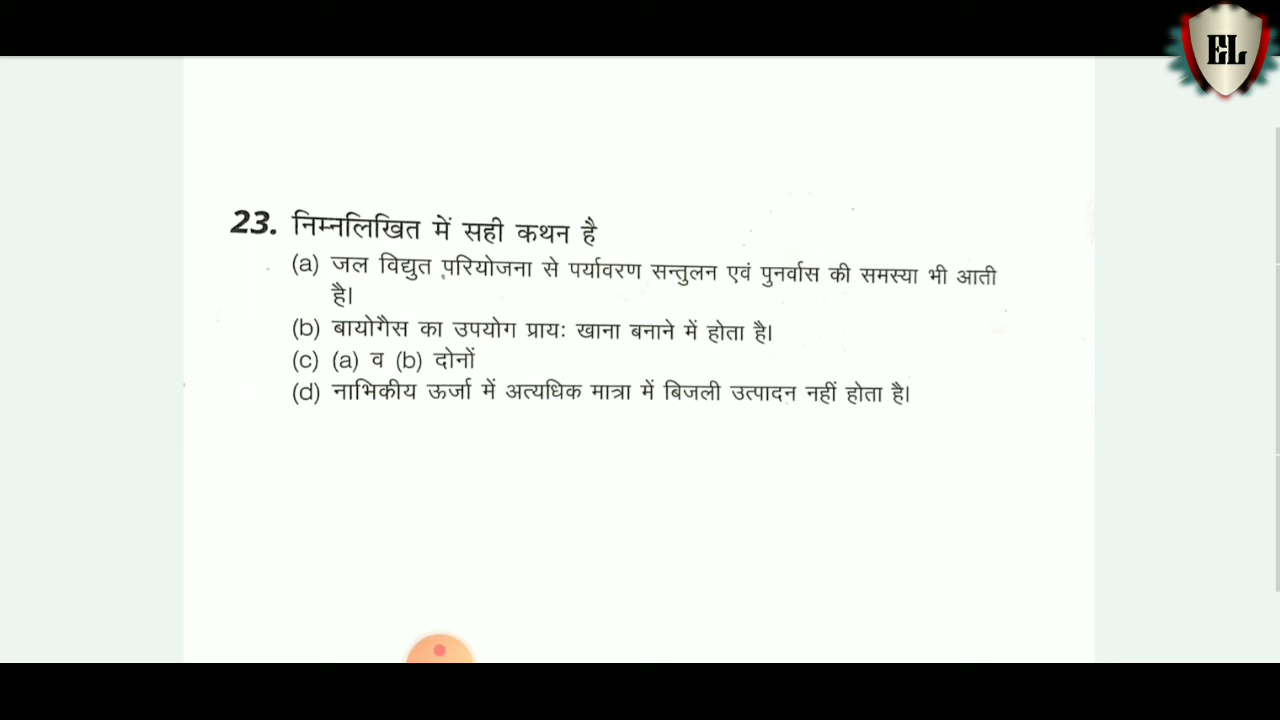 EL
23. निम्नलिखित में सही कथन है
(a) जल विद्युत परियोजना से पर्यावरण सन्तुलन एवं पुनर्वास की समस्या भी आती
है।
(b) बायोगैस का उपयोग प्रायः खाना बनाने में होता है।
(c) (a) व (b) दोनों
(d) नाभिकीय ऊर्जा में अत्यधिक मात्रा में बिजली उत्पादन नहीं होता है।